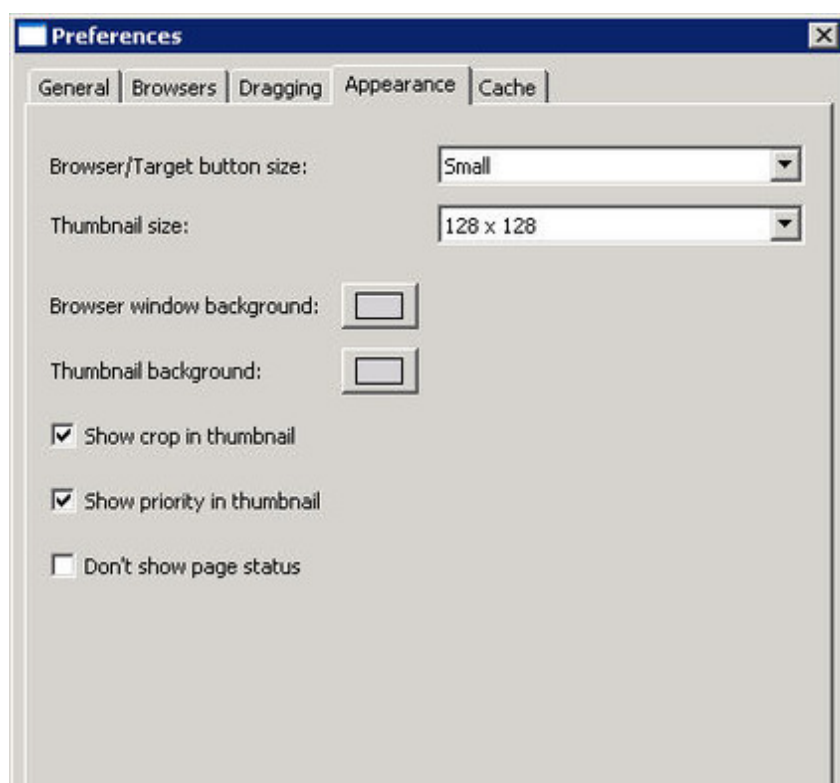 Preferences
General Browsers Dragging Appearance Cache
Browser/Target button size: Small
Thumbnail size: 128 x 128
Browser window background:
Thumbnail background:
Show crop in thumbnail
Show priority in thumbnail
Don't show page status